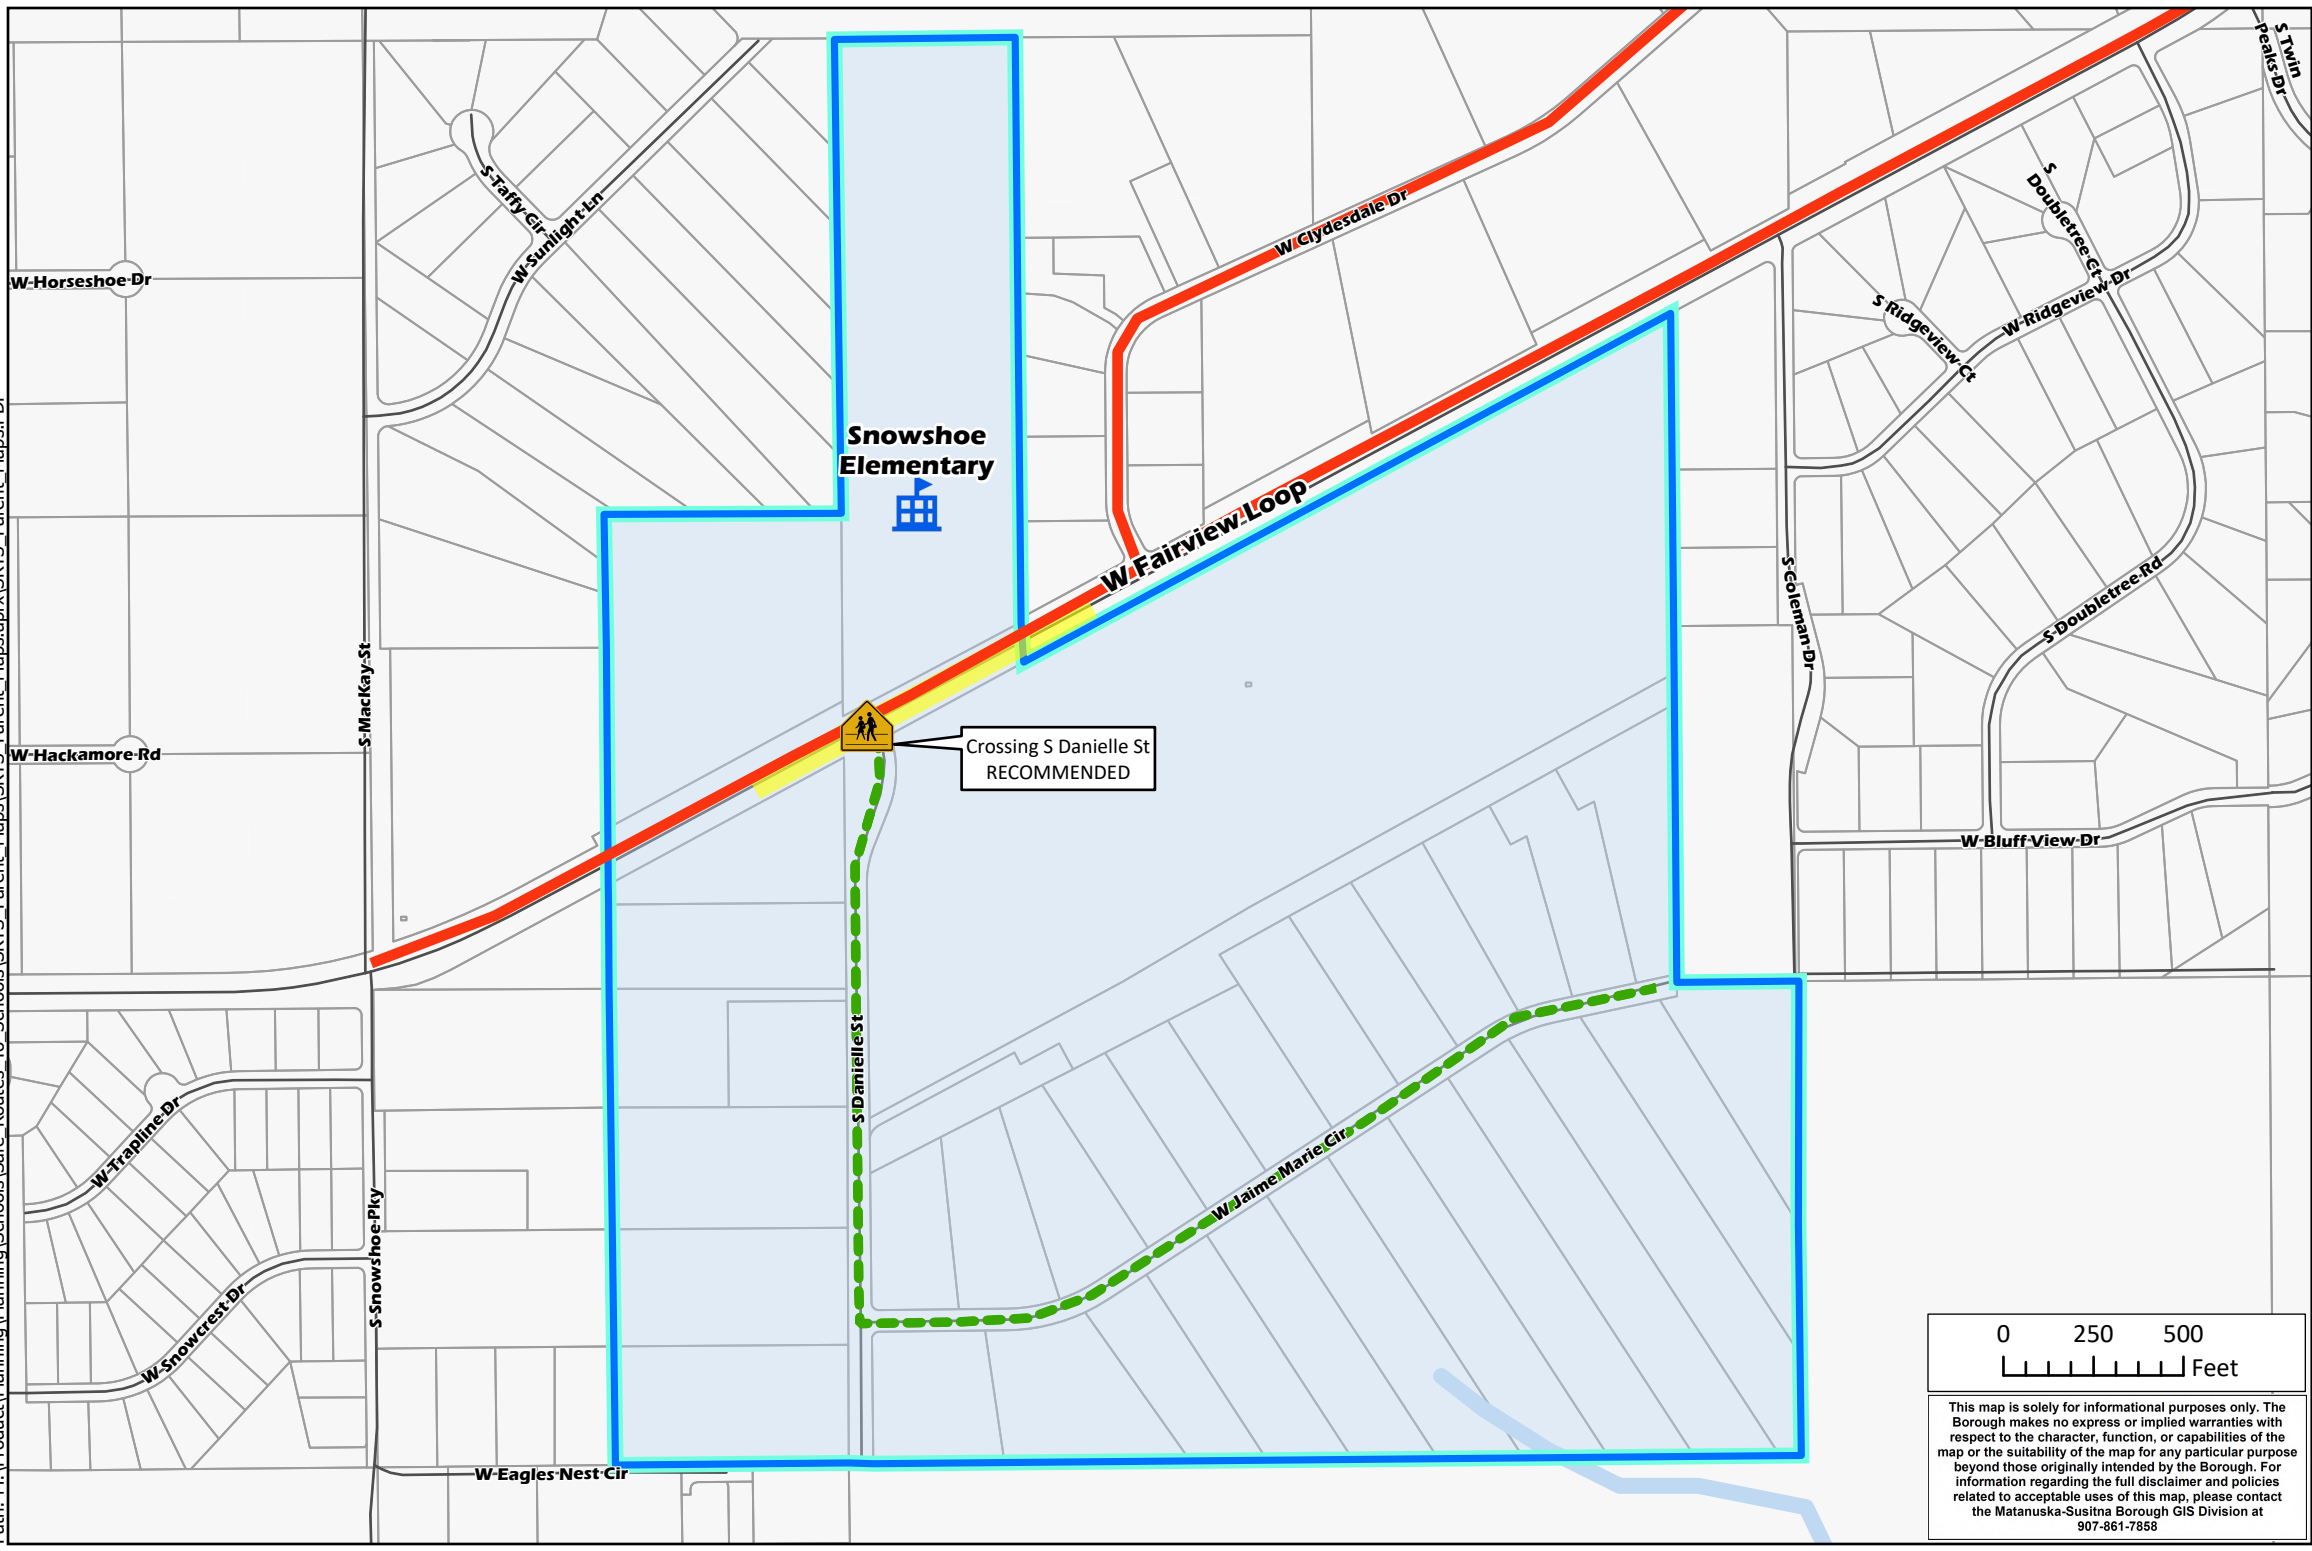 S Twin
Peaks Dr
S Taffy Cir
W Sunlight Ln
W Horseshoe Dr
W Clydesdale Dr
S
Doubletree Ct
W Ridgeview Dr
S Ridgeview Ct
Snowshoe
Elementary
W Fairview Loop
S Coleman Dr
S Doubletree Rd
S MacKay St
W Hackamore Rd
Crossing S Danielle St
RECOMMENDED
W Bluff View Dr
S Danielle St
W Trapline Dr
W Jaime Marie Cir
S Snowshoe Pky
W Snowcrest Dr
W Eagles Nest Cir
0 250 500
Feet
This map is solely for informational purposes only. The
Borough makes no express or implied warranties with
respect to the character, function, or capabilities of the
map or the suitability of the map for any particular purpose
beyond those originally intended by the Borough. For
information regarding the full disclaimer and policies
related to acceptable uses of this map, please contact
the Matanuska-Susitna Borough GIS Division at
907-861-7858